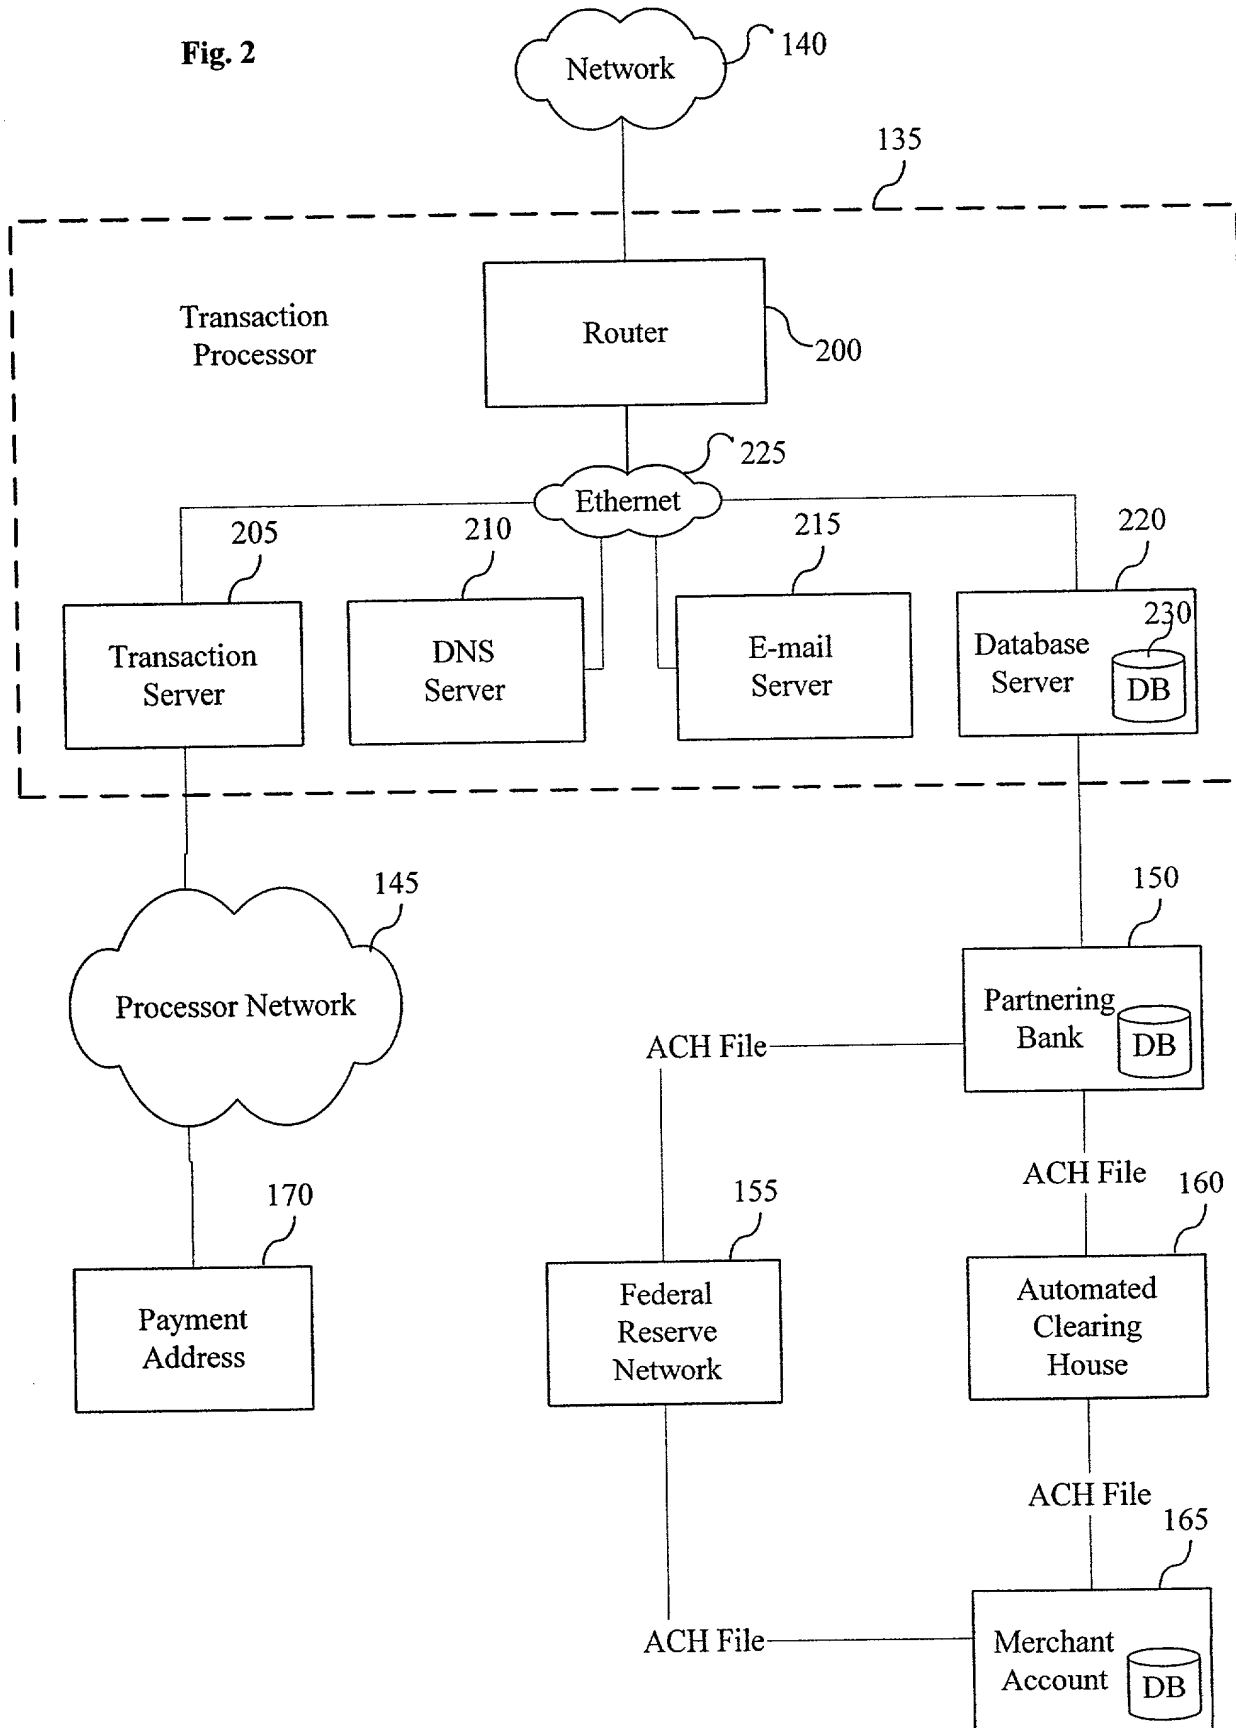 Fig. 2
Network
140
135
Transaction
Processor
Router
200
225
Ethernet
205
210
215
220
Transaction
Server
DNS
Server
E-mail
Server
Database
Server
230
DB
145
Processor Network
150
Partnering
Bank
DB
ACH File
ACH File
170
155
160
Payment
Address
Federal
Reserve
Network
Automated
Clearing
House
ACH File
165
ACH File
Merchant
Account
DB